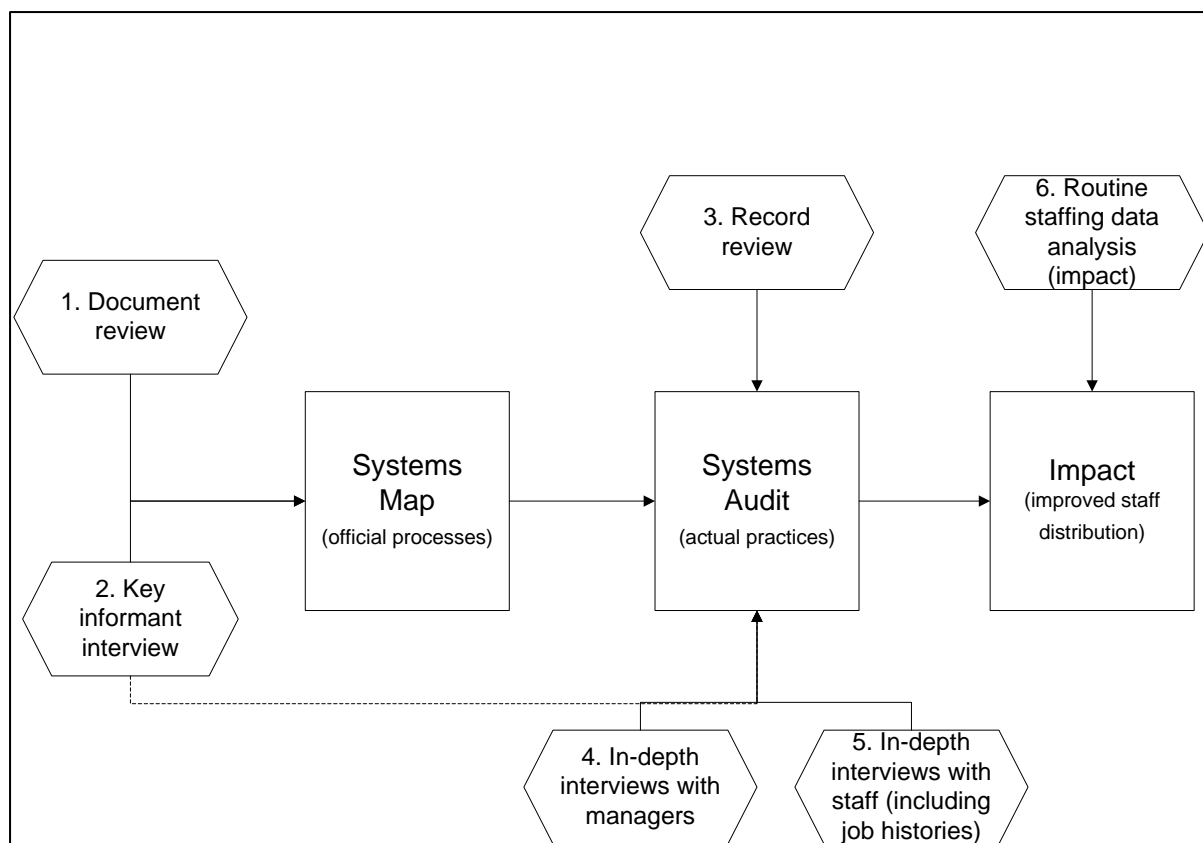 3. Record
review
6. Routine
staffing data
analysis
(impact)
1. Document
review
Systems
Map
(official processes)
Systems
Audit
(actual practices)
Impact
(improved staff
distribution)
2. Key
informant
interview
4. In-depth
interviews with
managers
5. In-depth
interviews with
staff (including
job histories)